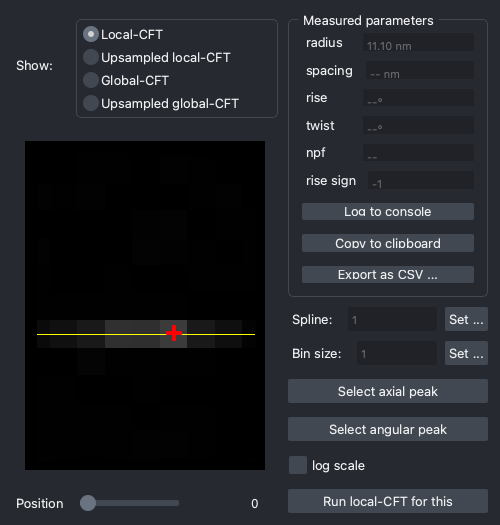 Show:
Local-CFT
Upsampled local-CFT
Global-CFT
Upsampled global-CFT
Position
0
Measured parameters
radius 11.10 nm
spacing -- nm
rise --°
twist --°
npf --
rise sign -1
Log to console
Copy to clipboard
Export as CSV ...
Spline: 1 Set ...
Bin size: 1 Set ...
Select axial peak
Select angular peak
log scale
Run local-CFT for this